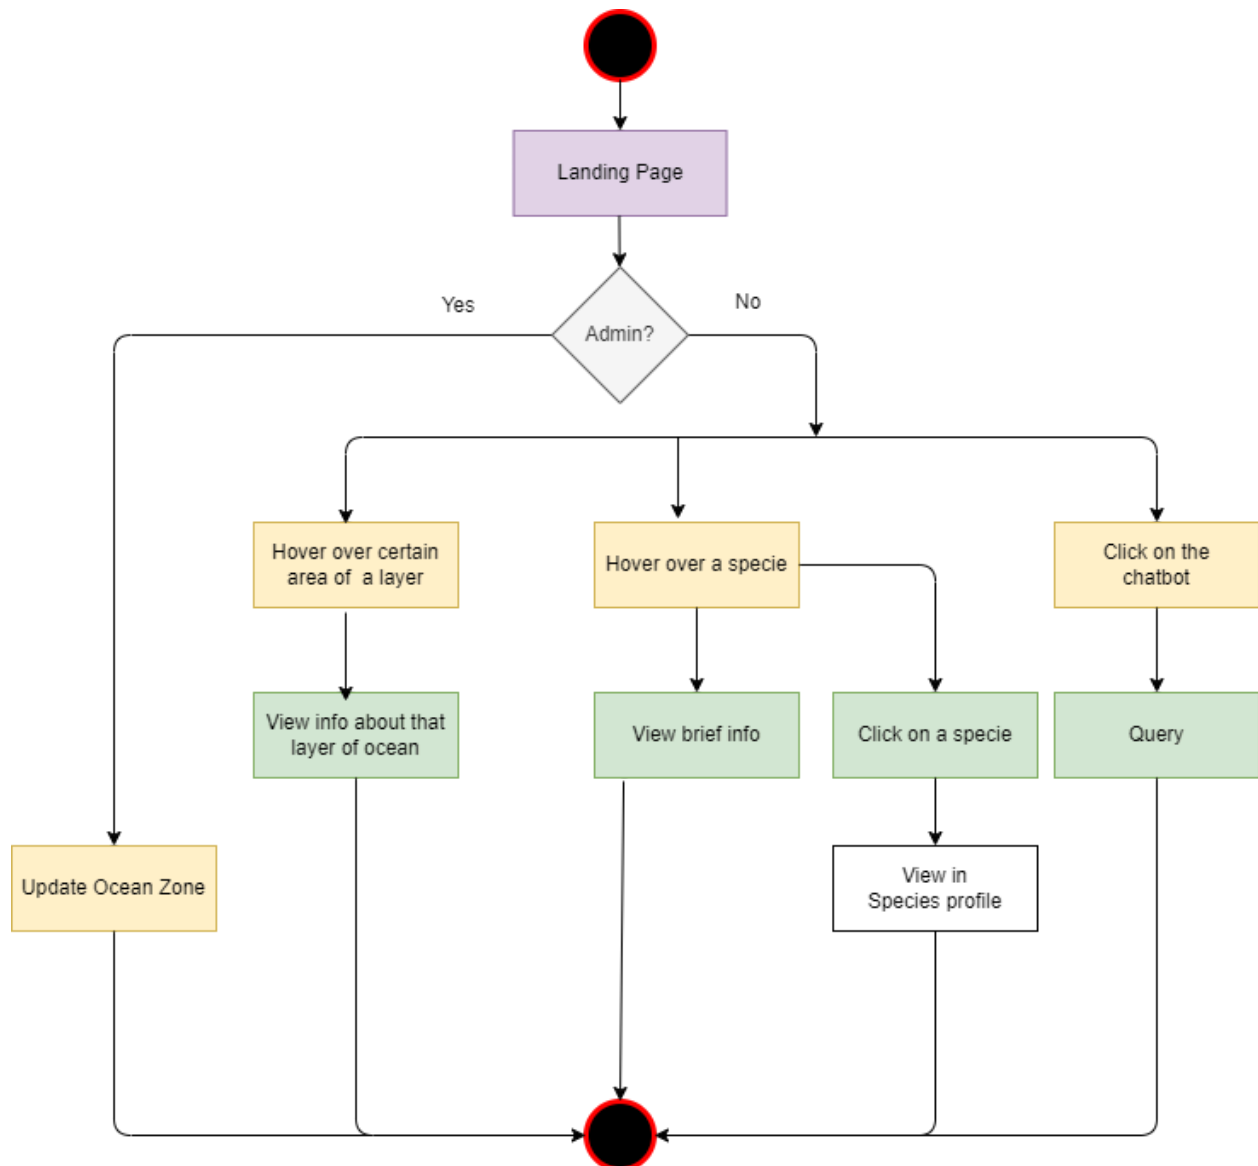 Landing Page
Yes
No
Admin?
Hover over certain
area of a layer
Hover over a specie
Click on the
chatbot
View info about that
layer of ocean
View brief info
Click on a specie
Query
Update Ocean Zone
View in
Species profile